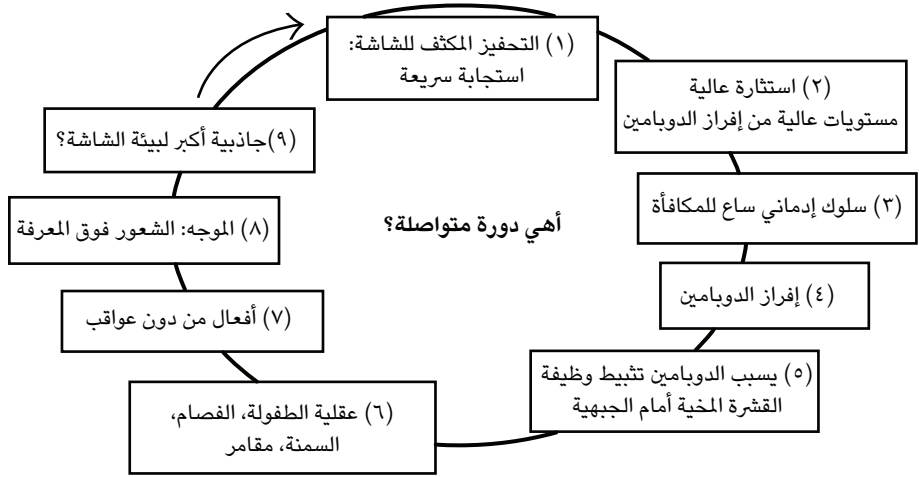 (١) التحفيز المكثف للشاشة:
استجابة سريعة
(٢) استثارة عالية
مستويات عالية من إفراز الدوبامين
(٣) سلوك إدماني ساع للمكافأة
(٤) إفراز الدوبامين
(٥) يسبب الدوبامين تثبيط وظيفة
القشرة المخية أمام الجبهية
(٦) عقلية الطفولة، الفصام،
السمنة، مقامر
(٧) أفعال من دون عواقب
(٨) الموجه: الشعور فوق المعرفة
(٩)جاذبية أكبر لبيئة الشاشة؟
أهي دورة متواصلة؟